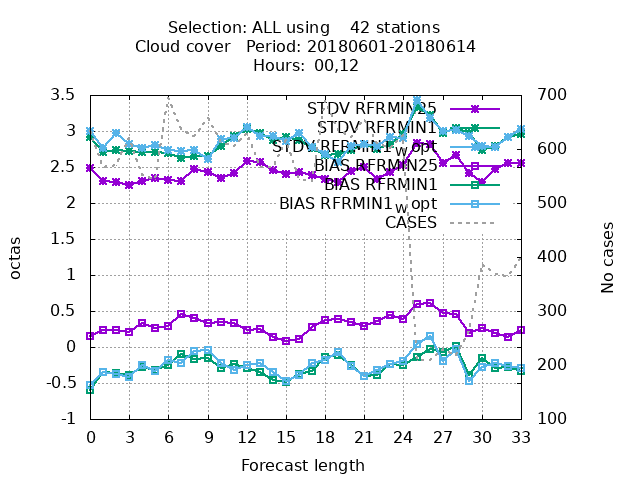 Selection: ALL using 42 stations
Cloud cover Period: 20180601-20180614
Hours: 00,12
STDV RFRMIN25
STDV RFRMIN1
STDV RFRMIN1_w opt
BIAS RFRMIN25
BIAS RFRMIN1
BIAS RFRMIN1_w opt
CASES
3.5
3
2.5
2
1.5
1
0.5
0
-0.5
-1
octas
700
600
500
400
300
200
100
No cases
0 3 6 9 12 15 18 21 24 27 30 33
Forecast length